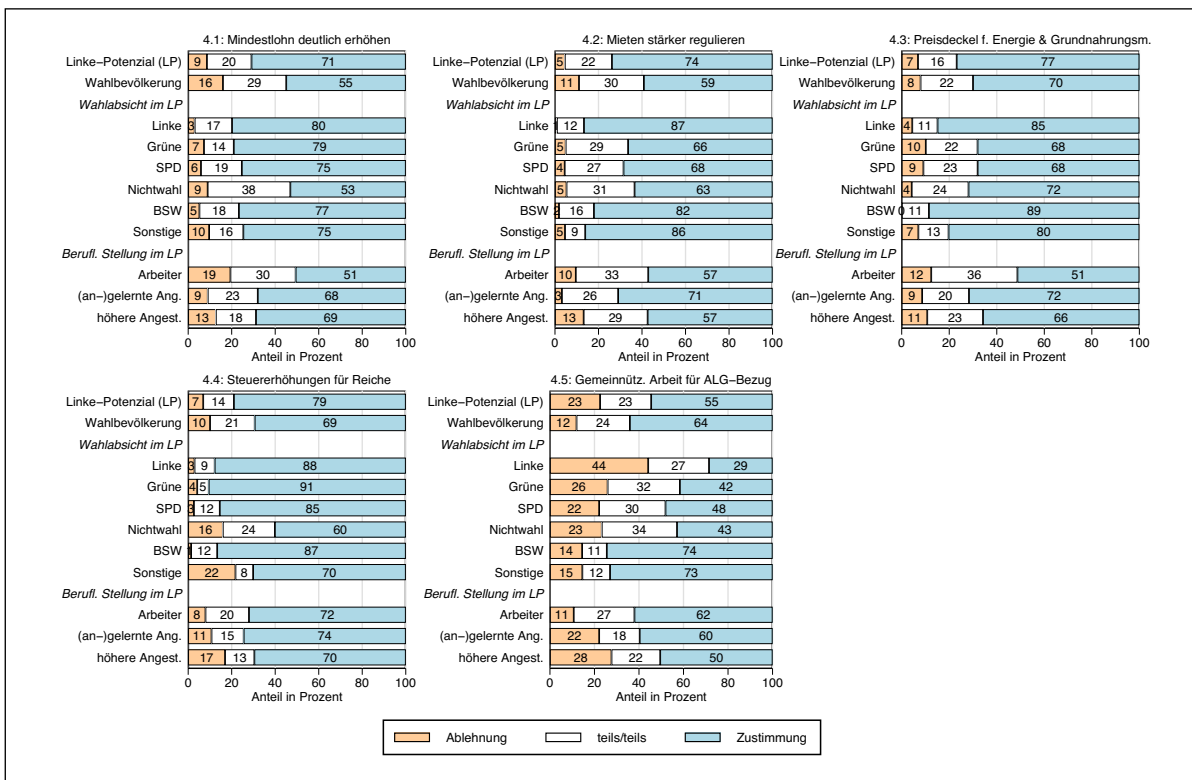 4.1: Mindestlohn deutlich erhöhen
Linke−Potenzial (LP) 9 20 71
Wahlbevölkerung 16 29 55
Wahlabsicht im LP
Linke 3 17 80
Grüne 7 14 79
SPD 6 19 75
Nichtwahl 9 38 53
BSW 5 18 77
Sonstige 10 16 75
Berufl. Stellung im LP
Arbeiter 19 30 51
(an−)gelernte Ang. 9 23 68
höhere Angest. 13 18 69
0 20 40 60 80 100
Anteil in Prozent
4.2: Mieten stärker regulieren
Linke−Potenzial (LP) 5 22 74
Wahlbevölkerung 11 30 59
Wahlabsicht im LP
Linke 1 12 87
Grüne 5 29 66
SPD 4 27 68
Nichtwahl 5 31 63
BSW 2 16 82
Sonstige 5 9 86
Berufl. Stellung im LP
Arbeiter 10 33 57
(an−)gelernte Ang. 3 26 71
höhere Angest. 13 29 57
0 20 40 60 80 100
Anteil in Prozent
4.3: Preisdeckel f. Energie & Grundnahrungsm.
Linke−Potenzial (LP) 7 16 77
Wahlbevölkerung 8 22 70
Wahlabsicht im LP
Linke 4 11 85
Grüne 10 22 68
SPD 9 23 68
Nichtwahl 4 24 72
BSW 0 11 89
Sonstige 7 13 80
Berufl. Stellung im LP
Arbeiter 12 36 51
(an−)gelernte Ang. 9 20 72
höhere Angest. 11 23 66
0 20 40 60 80 100
Anteil in Prozent
4.4: Steuererhöhungen für Reiche
Linke−Potenzial (LP) 7 14 79
Wahlbevölkerung 10 21 69
Wahlabsicht im LP
Linke 3 9 88
Grüne 4 5 91
SPD 3 12 85
Nichtwahl 16 24 60
BSW 1 12 87
Sonstige 22 8 70
Berufl. Stellung im LP
Arbeiter 8 20 72
(an−)gelernte Ang. 11 15 74
höhere Angest. 17 13 70
0 20 40 60 80 100
Anteil in Prozent
4.5: Gemeinnütz. Arbeit für ALG−Bezug
Linke−Potenzial (LP) 23 23 55
Wahlbevölkerung 12 24 64
Wahlabsicht im LP
Linke 44 27 29
Grüne 26 32 42
SPD 22 30 48
Nichtwahl 23 34 43
BSW 14 11 74
Sonstige 15 12 73
Berufl. Stellung im LP
Arbeiter 11 27 62
(an−)gelernte Ang. 22 18 60
höhere Angest. 28 22 50
0 20 40 60 80 100
Anteil in Prozent
Ablehnung teils/teils Zustimmung